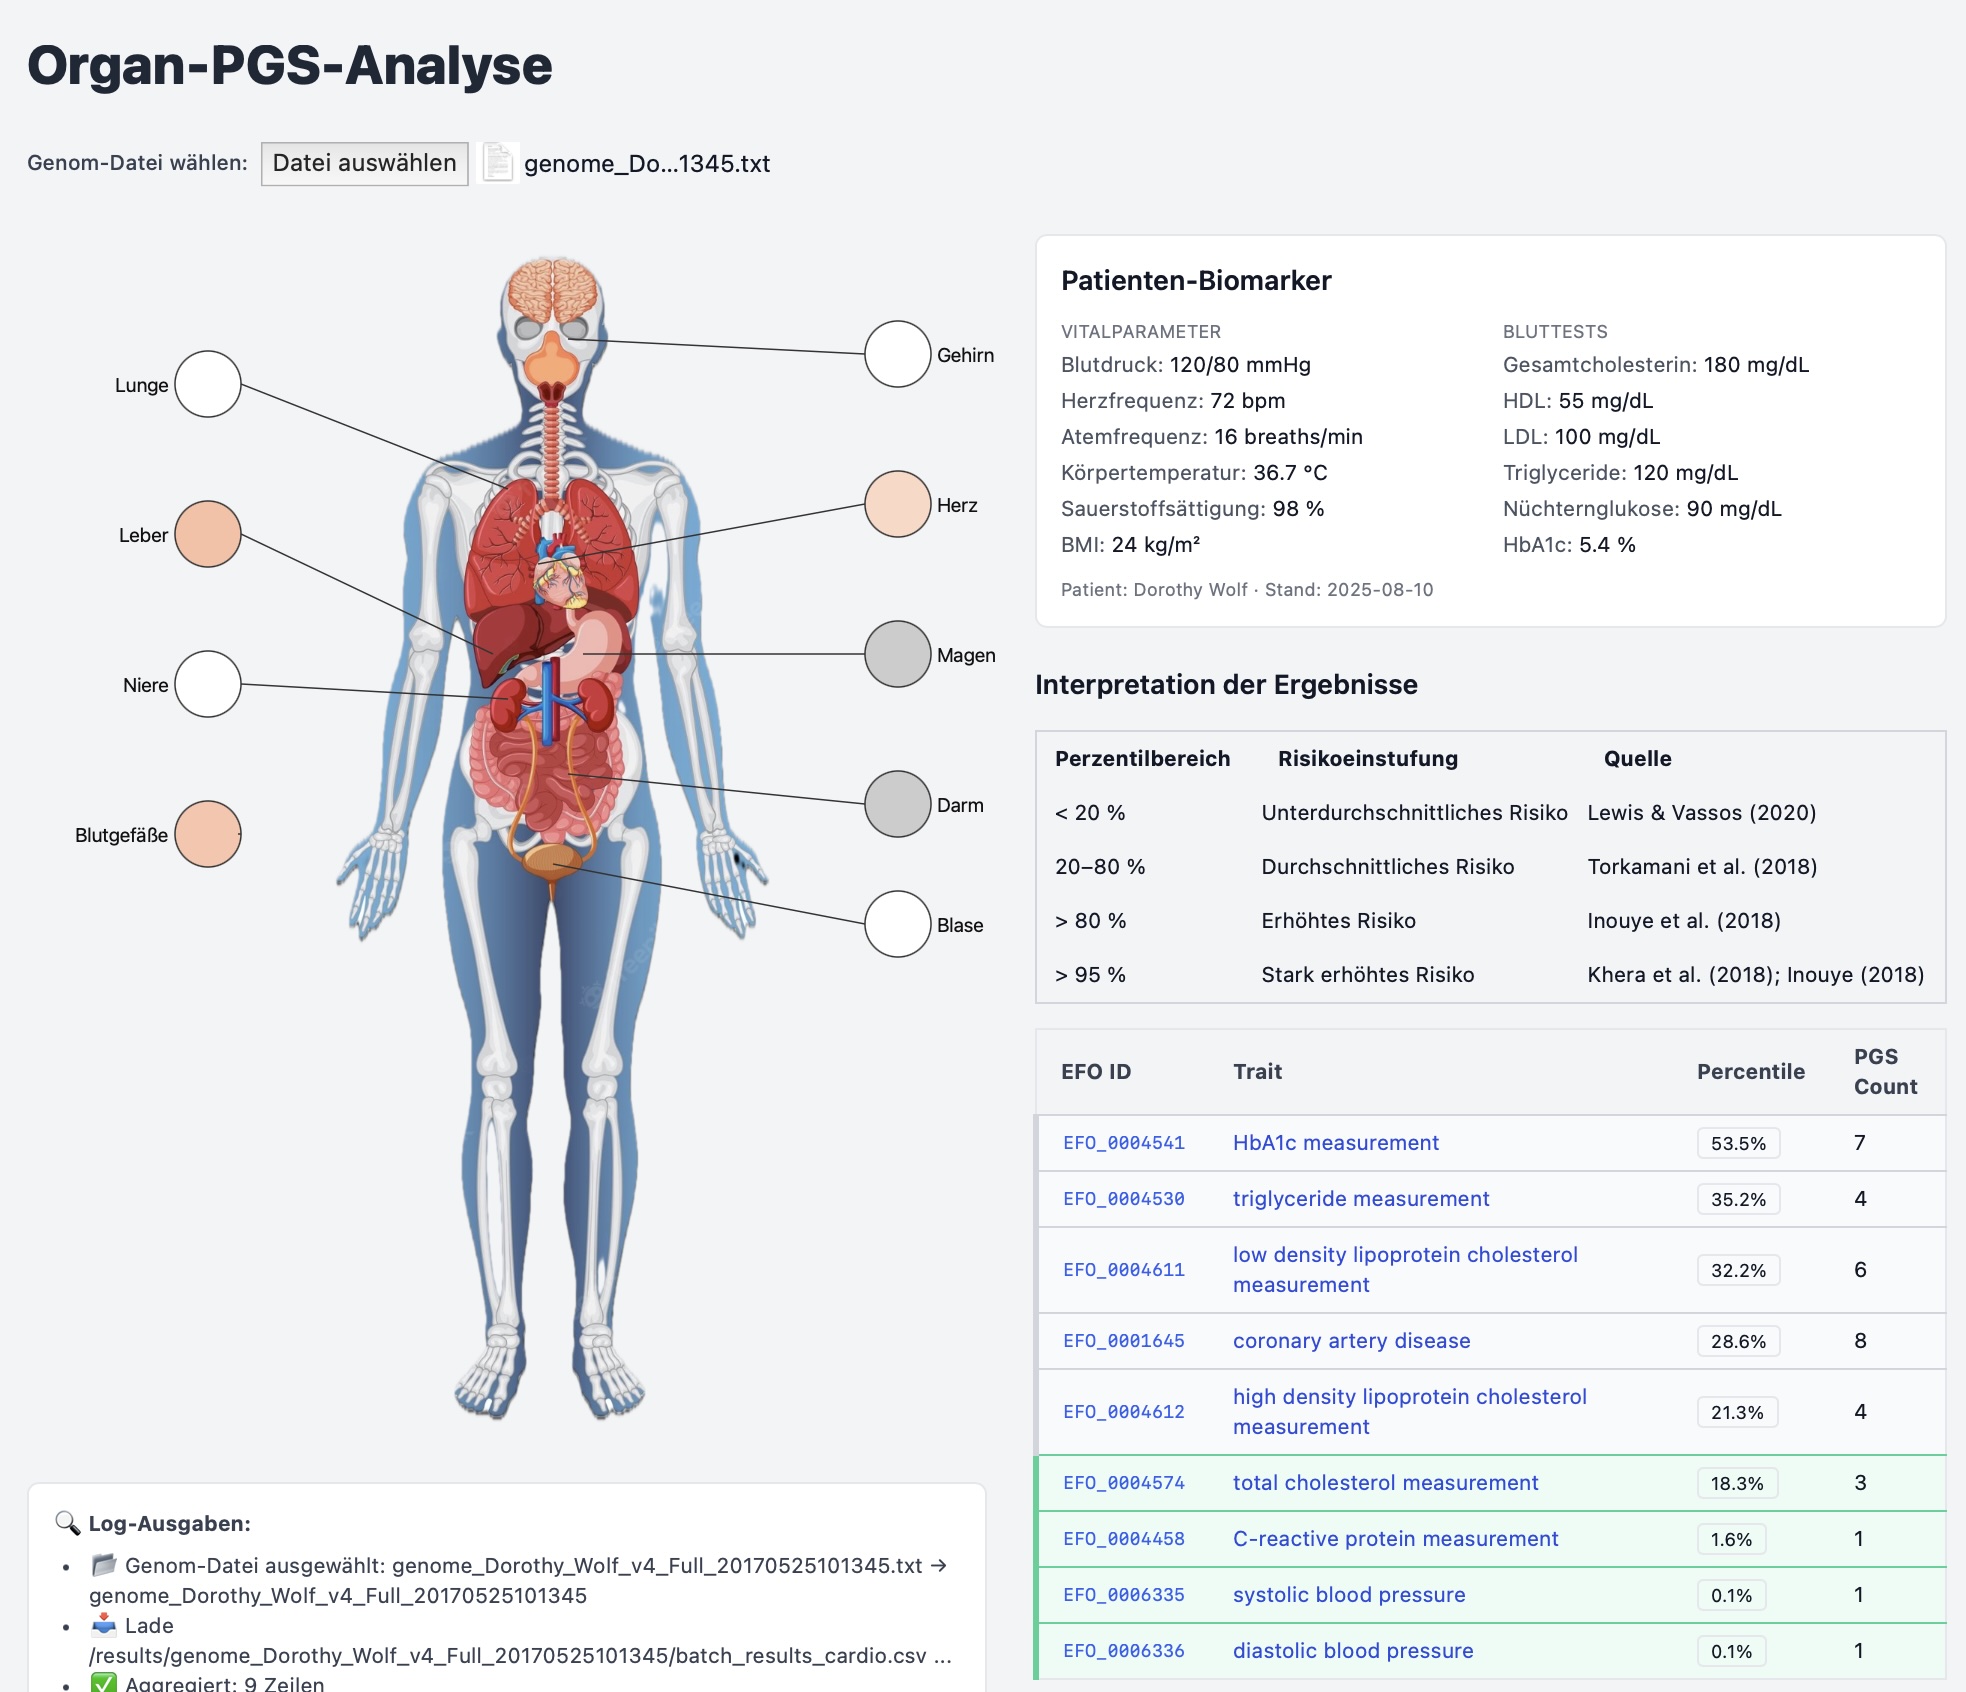 Organ-PGS-Analyse
Genom-Datei wählen: Datei auswählen genome_Do...1345.txt
Lunge
Leber
Niere
Blutgefäße
Gehirn
Herz
Magen
Darm
Blase
Patienten-Biomarker
VITALPARAMETER
Blutdruck: 120/80 mmHg
Herzfrequenz: 72 bpm
Atemfrequenz: 16 breaths/min
Körpertemperatur: 36.7 °C
Sauerstoffsättigung: 98 %
BMI: 24 kg/m²
BLUTTESTS
Gesamtcholesterin: 180 mg/dL
HDL: 55 mg/dL
LDL: 100 mg/dL
Triglyceride: 120 mg/dL
Nüchternglukose: 90 mg/dL
HbA1c: 5.4 %
Patient: Dorothy Wolf · Stand: 2025-08-10
Interpretation der Ergebnisse
Perzentilbereich Risikoeinstufung Quelle
< 20 % Unterdurchschnittliches Risiko Lewis & Vassos (2020)
20–80 % Durchschnittliches Risiko Torkamani et al. (2018)
> 80 % Erhöhtes Risiko Inouye et al. (2018)
> 95 % Stark erhöhtes Risiko Khera et al. (2018); Inouye (2018)
EFO ID Trait Percentile PGS Count
EFO_0004541 HbA1c measurement 53.5% 7
EFO_0004530 triglyceride measurement 35.2% 4
EFO_0004611 low density lipoprotein cholesterol measurement 32.2% 6
EFO_0001645 coronary artery disease 28.6% 8
EFO_0004612 high density lipoprotein cholesterol measurement 21.3% 4
EFO_0004574 total cholesterol measurement 18.3% 3
EFO_0004458 C-reactive protein measurement 1.6% 1
EFO_0006335 systolic blood pressure 0.1% 1
EFO_0006336 diastolic blood pressure 0.1% 1
Log-Ausgaben:
Genom-Datei ausgewählt: genome_Dorothy_Wolf_v4_Full_20170525101345.txt →
genome_Dorothy_Wolf_v4_Full_20170525101345
Lade
/results/genome_Dorothy_Wolf_v4_Full_20170525101345/batch_results_cardio.csv ...
Aggregiert: 9 Zeilen